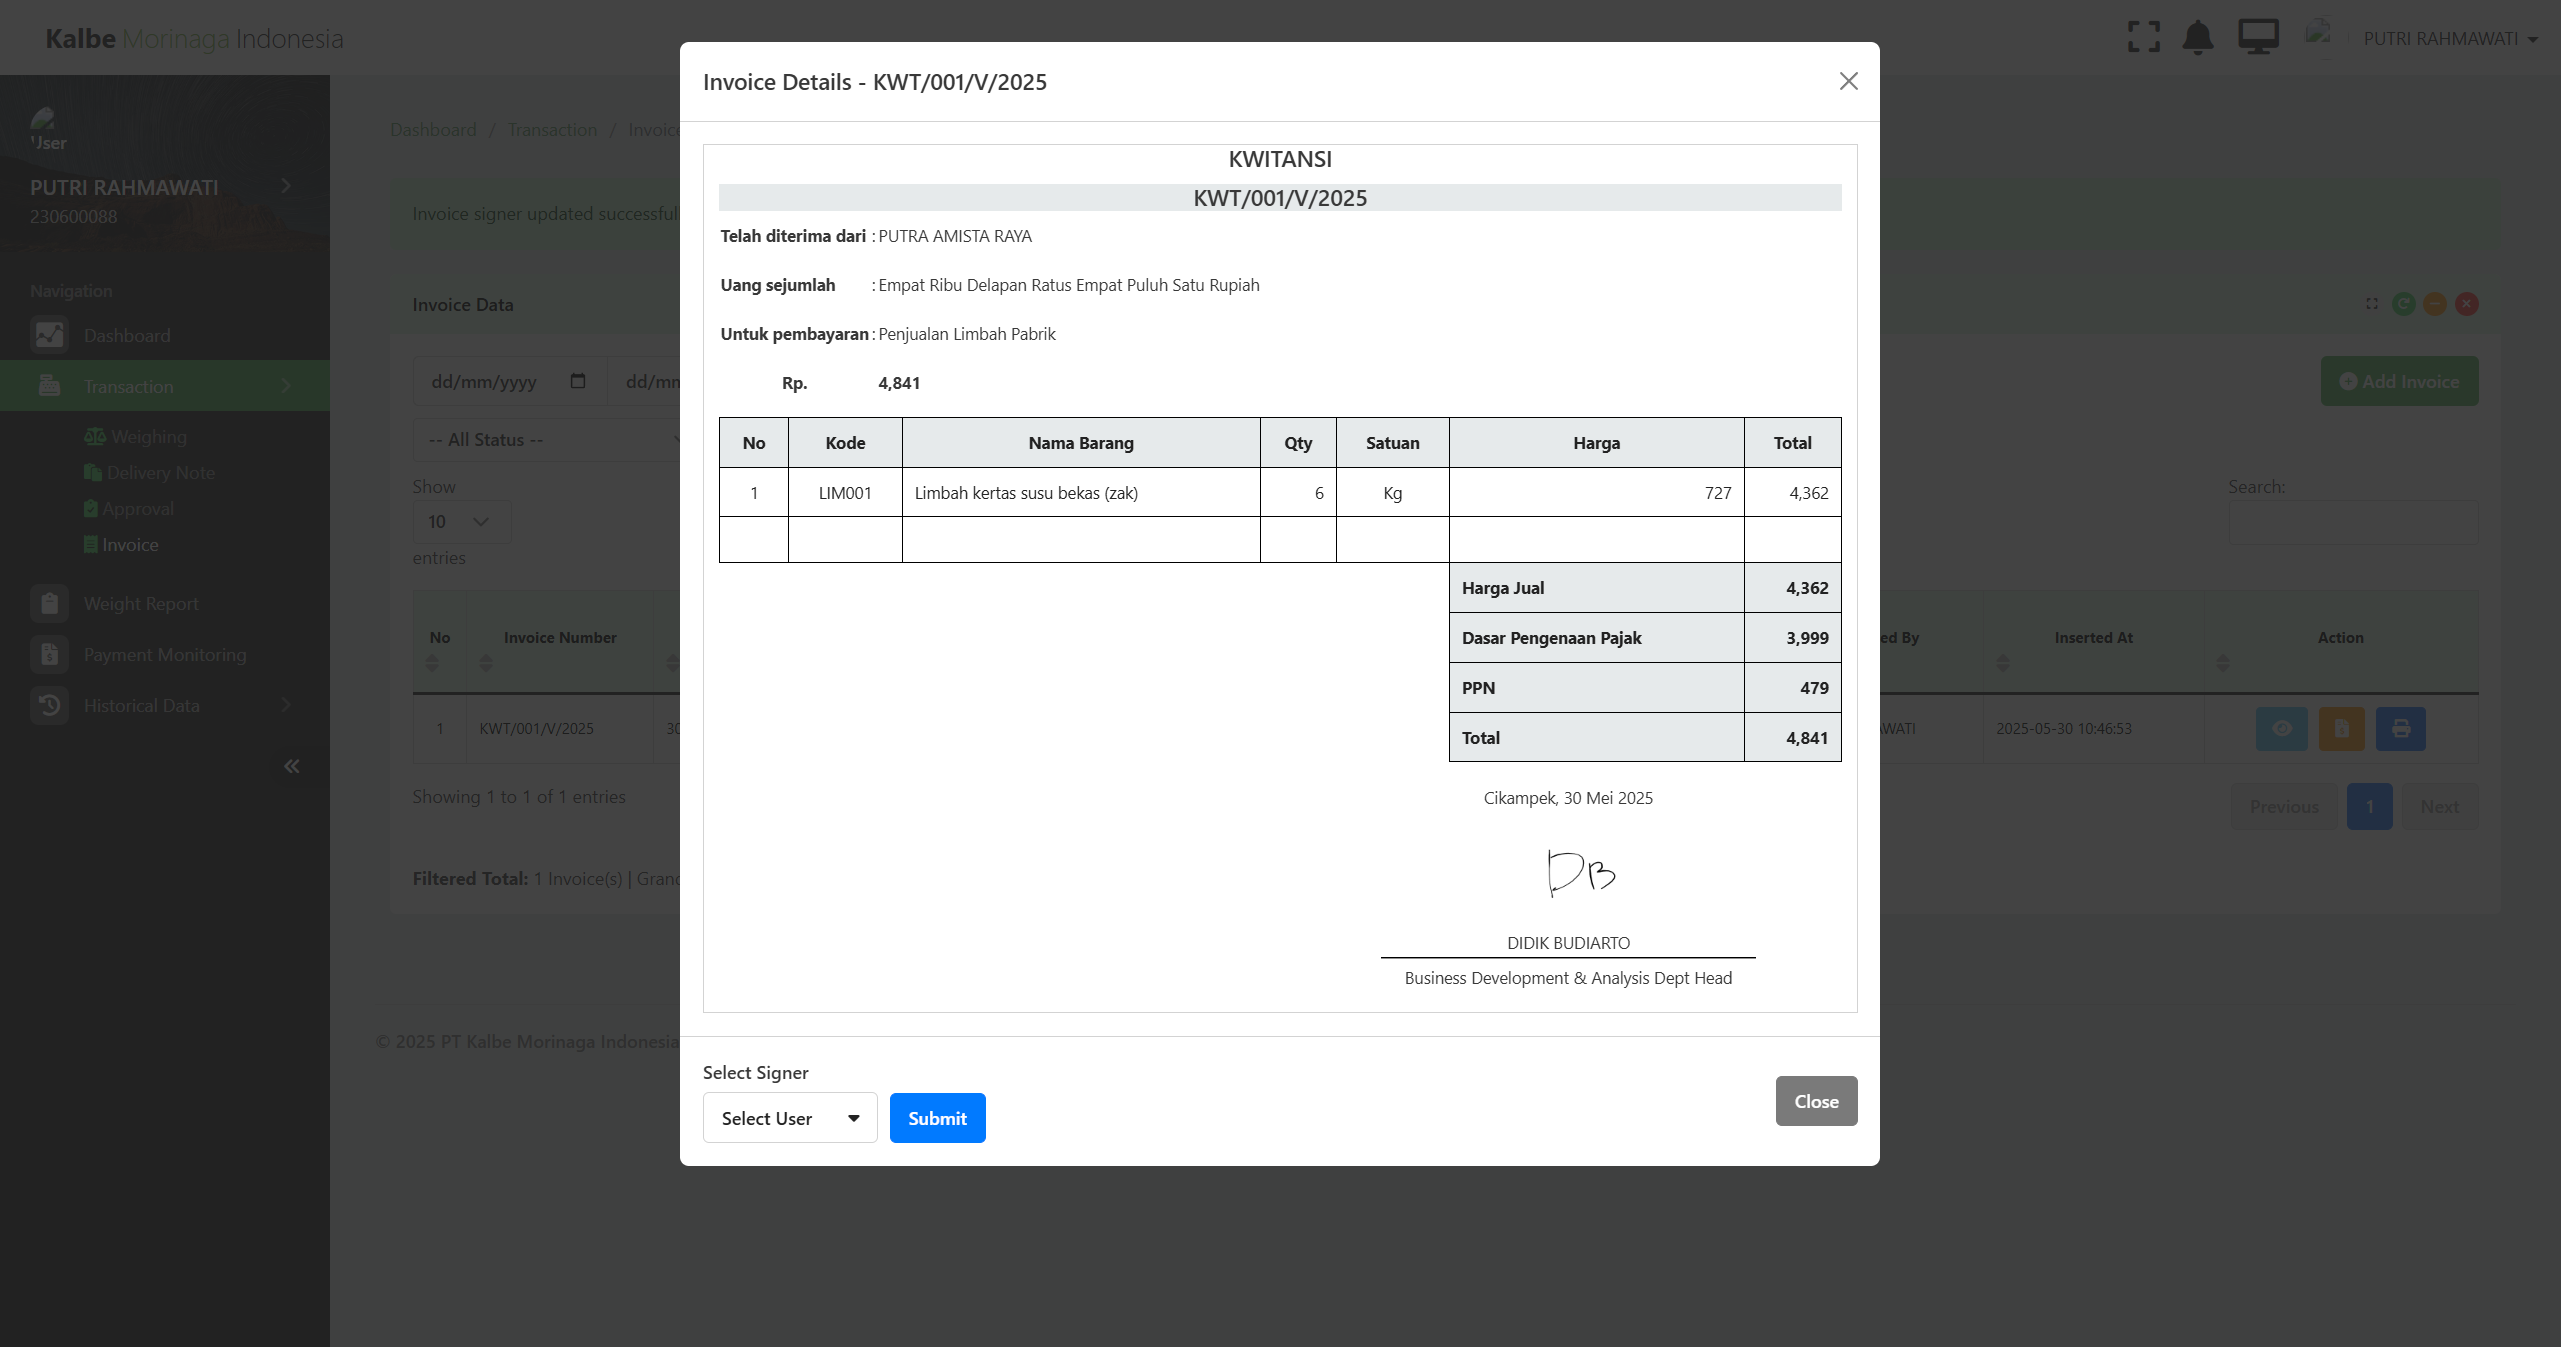 Kalbe Morinaga Indonesia
PUTRI RAHMAWATI
User
PUTRI RAHMAWATI
230600088
Navigation
Dashboard
Transaction
Weighing
Delivery Note
Approval
Invoice
Weight Report
Payment Monitoring
Historical Data
Dashboard / Transaction / Invoice
Invoice signer updated successfull
Invoice Data
dd/mm/yyyy
dd/mm
Add Invoice
-- All Status --
Show
10
entries
Search:
No
Invoice Number
ed By
Inserted At
Action
1
KWT/001/V/2025
30
WATI
2025-05-30 10:46:53
Showing 1 to 1 of 1 entries
Previous
1
Next
Filtered Total: 1 Invoice(s) | Grand
© 2025 PT Kalbe Morinaga Indonesia
Invoice Details - KWT/001/V/2025
KWITANSI
KWT/001/V/2025
Telah diterima dari : PUTRA AMISTA RAYA
Uang sejumlah : Empat Ribu Delapan Ratus Empat Puluh Satu Rupiah
Untuk pembayaran : Penjualan Limbah Pabrik
Rp. 4,841
No Kode Nama Barang Qty Satuan Harga Total
1 LIM001 Limbah kertas susu bekas (zak) 6 Kg 727 4,362
Harga Jual 4,362
Dasar Pengenaan Pajak 3,999
PPN 479
Total 4,841
Cikampek, 30 Mei 2025
DB
DIDIK BUDIARTO
Business Development & Analysis Dept Head
Select Signer
Select User
Submit
Close